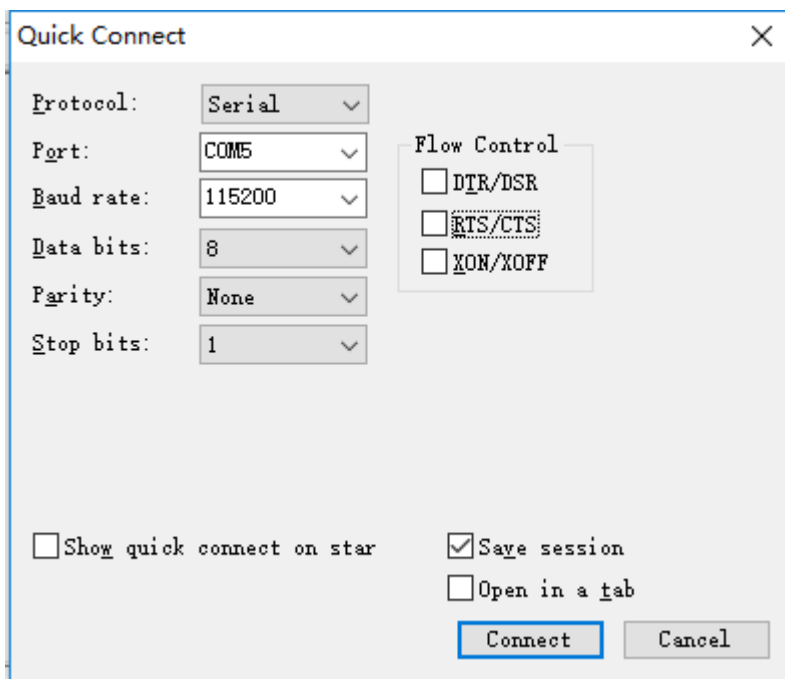 Quick Connect
Protocol: Serial
Port: COM5
Baud rate: 115200
Data bits: 8
Parity: None
Stop bits: 1
Flow Control
DTR/DSR
RTS/CTS
XON/XOFF
Show quick connect on star
Save session
Open in a tab
Connect
Cancel